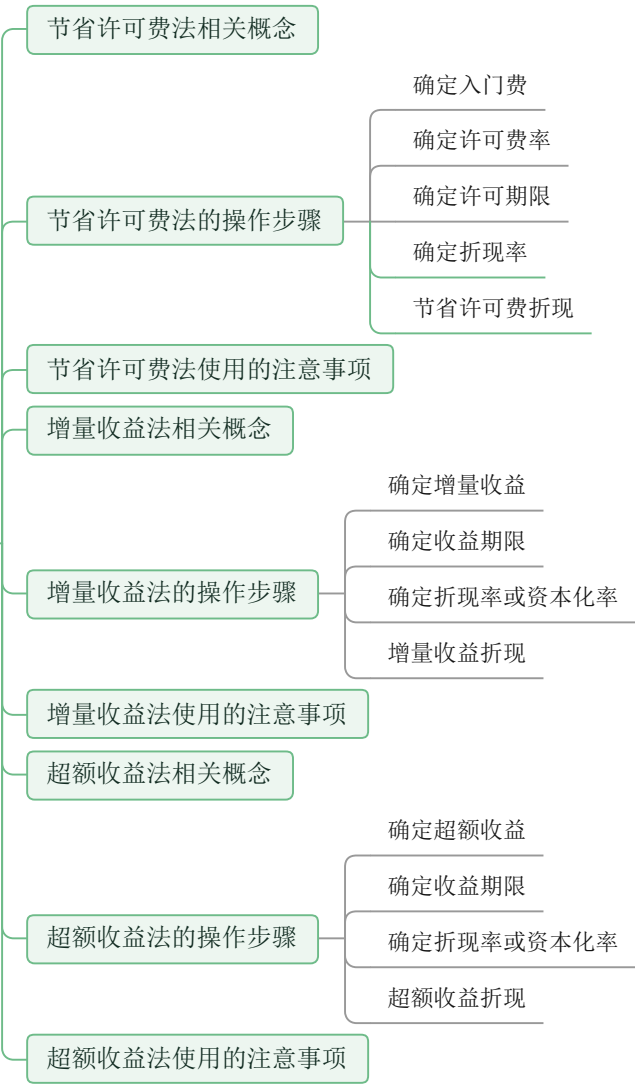 节省许可费法相关概念
节省许可费法的操作步骤
确定入门费
确定许可费率
确定许可期限
确定折现率
节省许可费折现
节省许可费法使用的注意事项
增量收益法相关概念
增量收益法的操作步骤
确定增量收益
确定收益期限
确定折现率或资本化率
增量收益折现
增量收益法使用的注意事项
超额收益法相关概念
超额收益法的操作步骤
确定超额收益
确定收益期限
确定折现率或资本化率
超额收益折现
超额收益法使用的注意事项